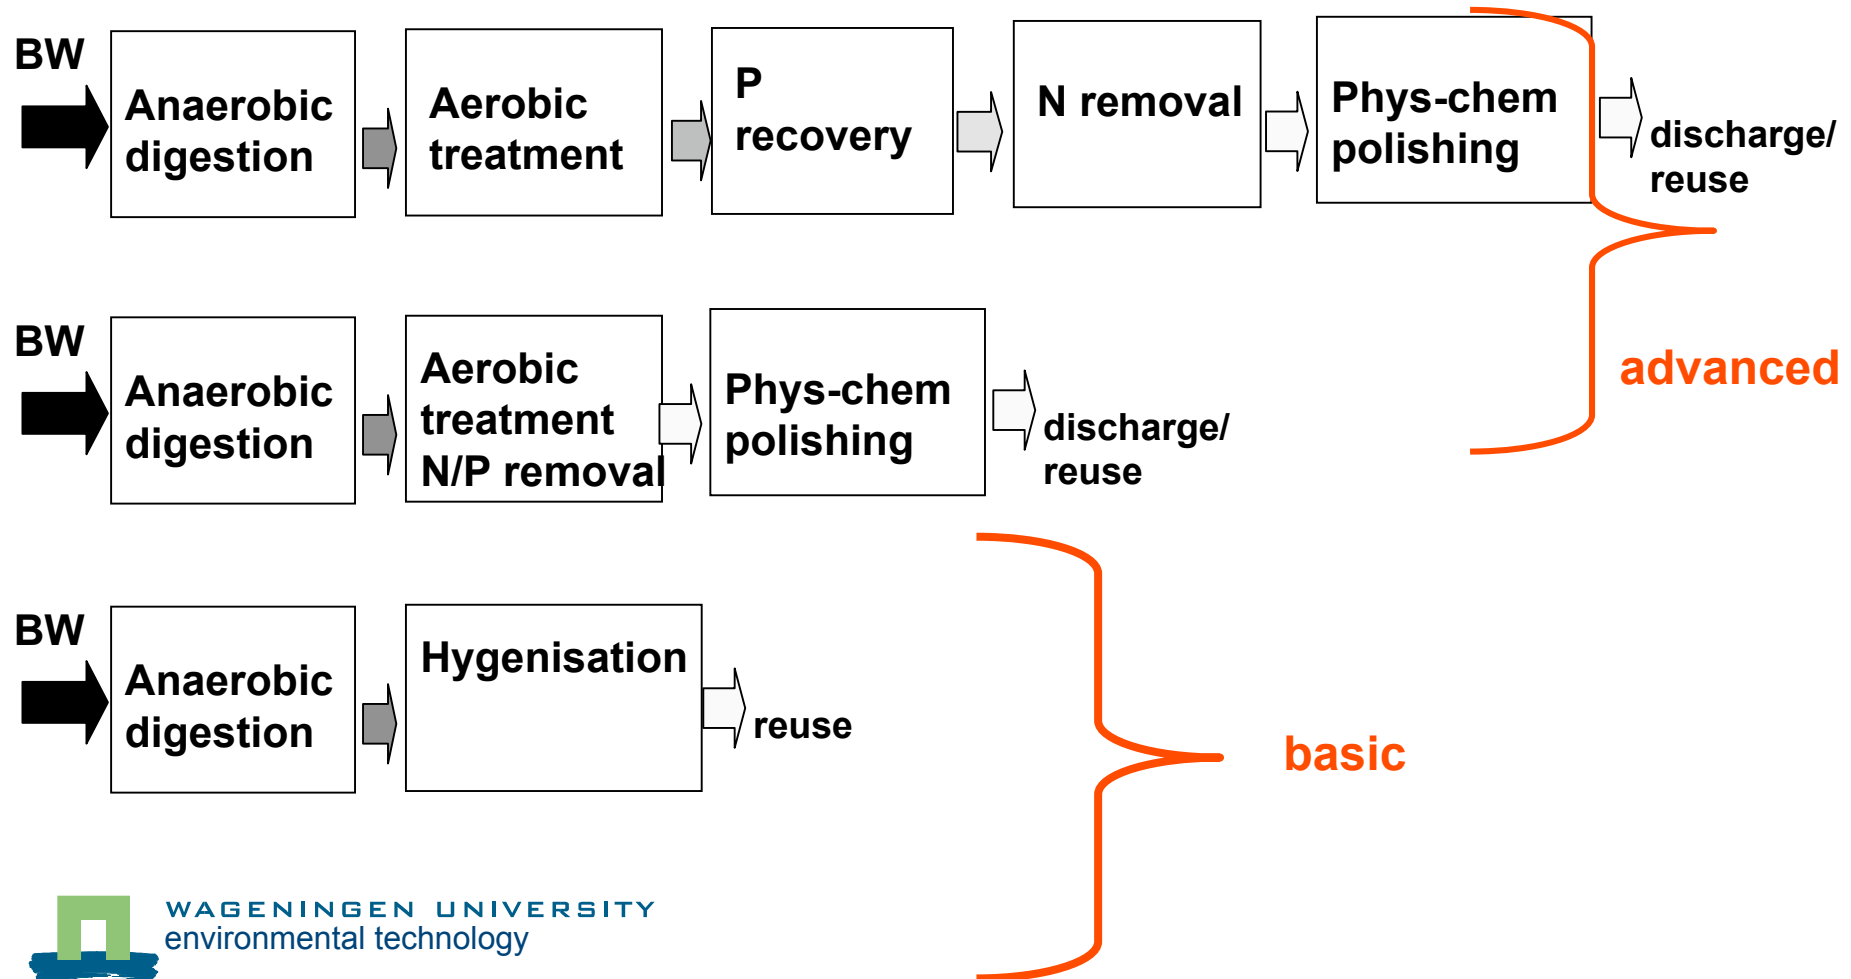 BW
Anaerobic
digestion
Aerobic
treatment
P
recovery
N removal
Phys-chem
polishing
discharge/
reuse
BW
Anaerobic
digestion
Aerobic
treatment
N/P removal
Phys-chem
polishing
discharge/
reuse
advanced
BW
Anaerobic
digestion
Hygenisation
reuse
basic
WAGENINGEN UNIVERSITY
environmental technology